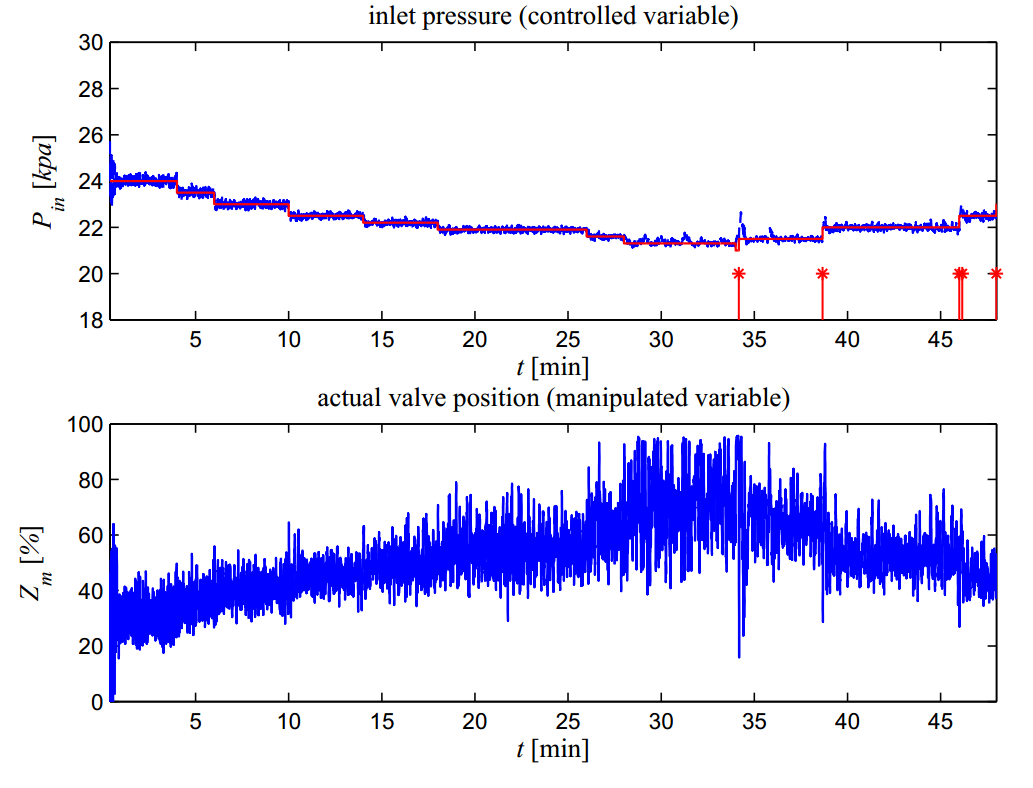 inlet pressure (controlled variable)
30
28
26
24
22
20
18
P in [kpa]
5 10 15 20 25 30 35 40 45
t [min]
actual valve position (manipulated variable)
100
80
60
40
20
0
Z m [%]
5 10 15 20 25 30 35 40 45
t [min]